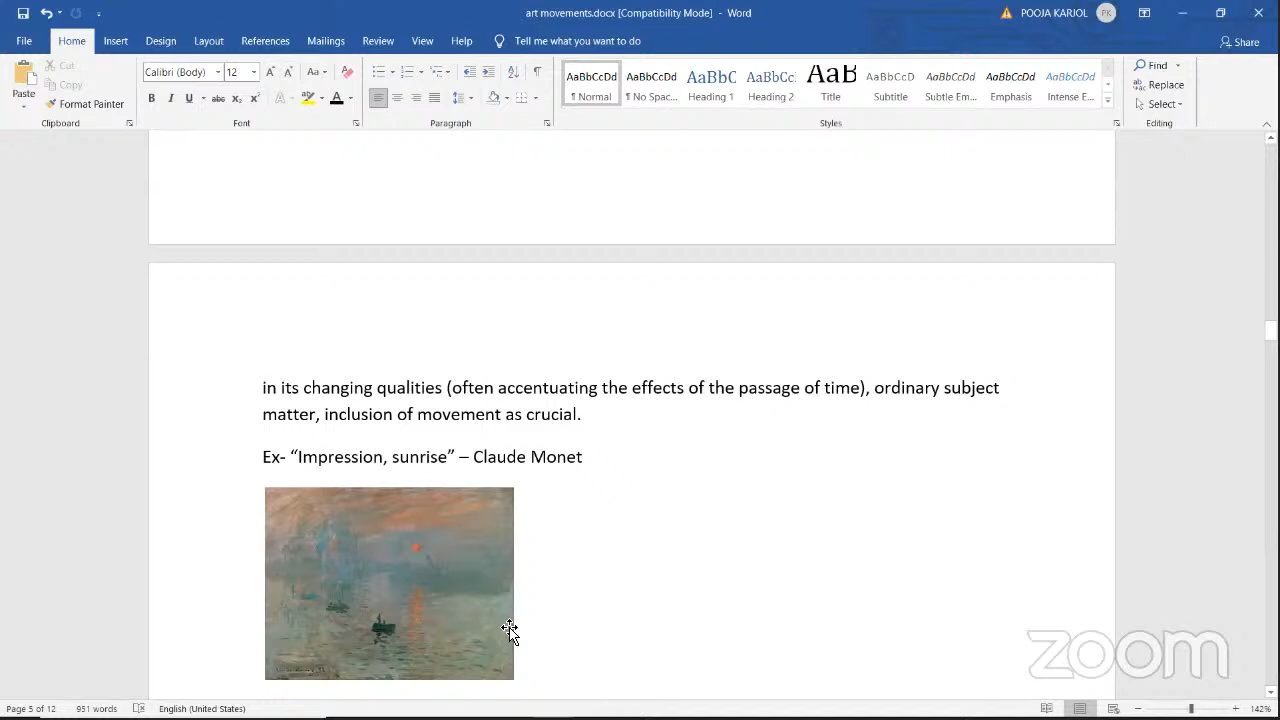 art movements.docx [Compatibility Mode] - Word
POOJA KARJOL
PK
File Home Insert Design Layout References Mailings Review View Help Tell me what you want to do
Share
Paste
Cut
Copy
Format Painter
Clipboard
Calibri (Body) 12
Font
Paragraph
AaBbCcDd AaBbCcDd AaBbC AaBbCc AaB AaBbCcD AaBbCcDd AaBbCcDd AaBbCcDd
¶ Normal ¶ No Spac... Heading 1 Heading 2 Title Subtitle Subtle Em... Emphasis Intense E...
Styles
Find
Replace
Select
Editing
in its changing qualities (often accentuating the effects of the passage of time), ordinary subject
matter, inclusion of movement as crucial.
Ex- “Impression, sunrise” – Claude Monet
zoom
Page 5 of 12 951 words English (United States) 142%